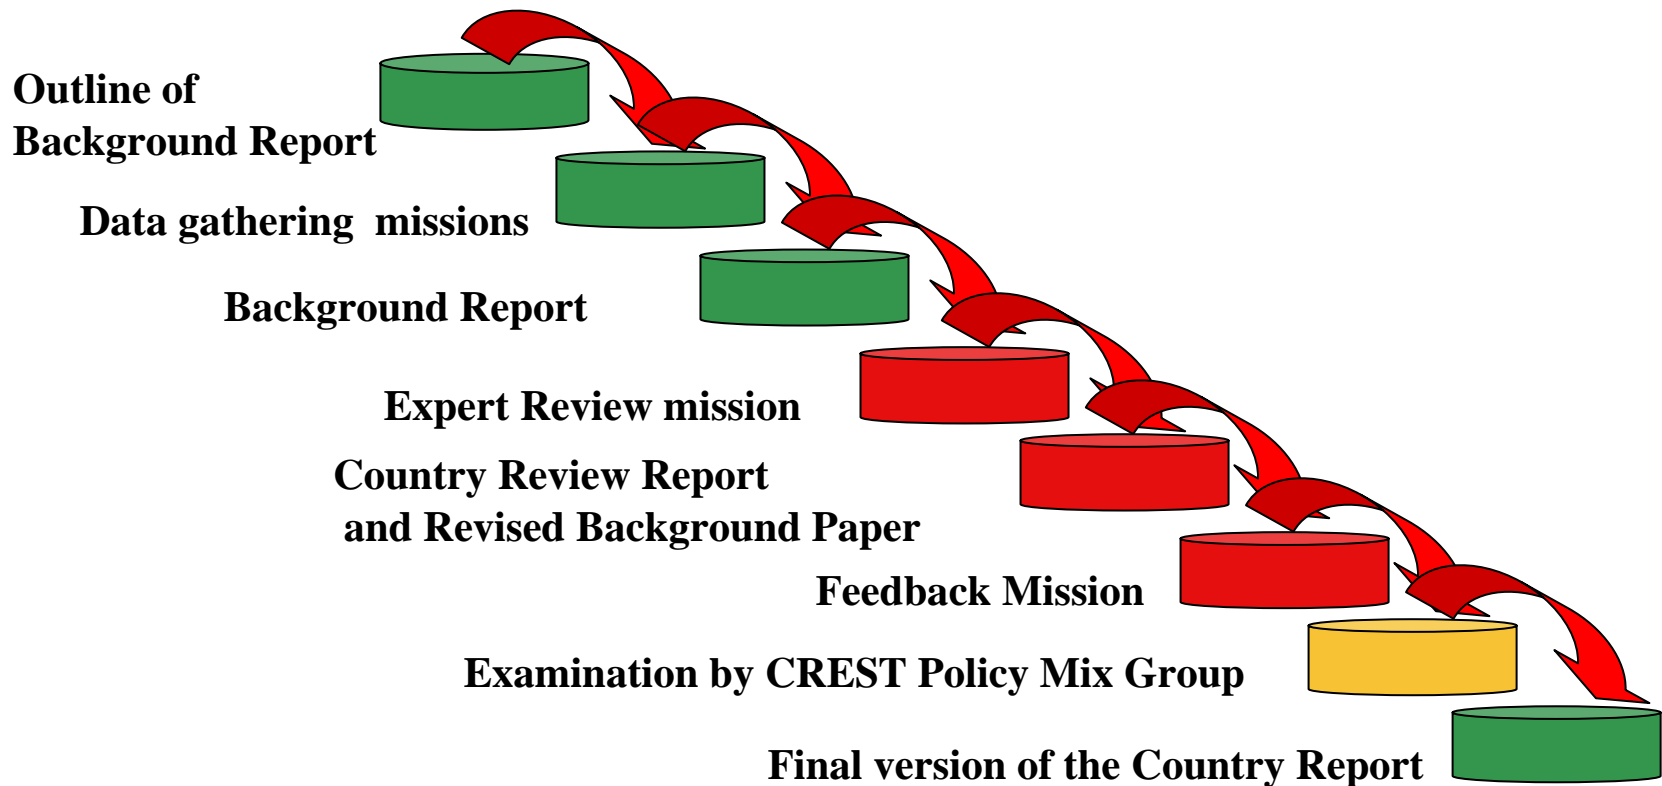 Outline of
Background Report
Data gathering  missions
Background Report
Expert Review mission
Country Review Report
and Revised Background Paper
Feedback Mission
Examination by CREST Policy Mix Group
Final version of the Country Report